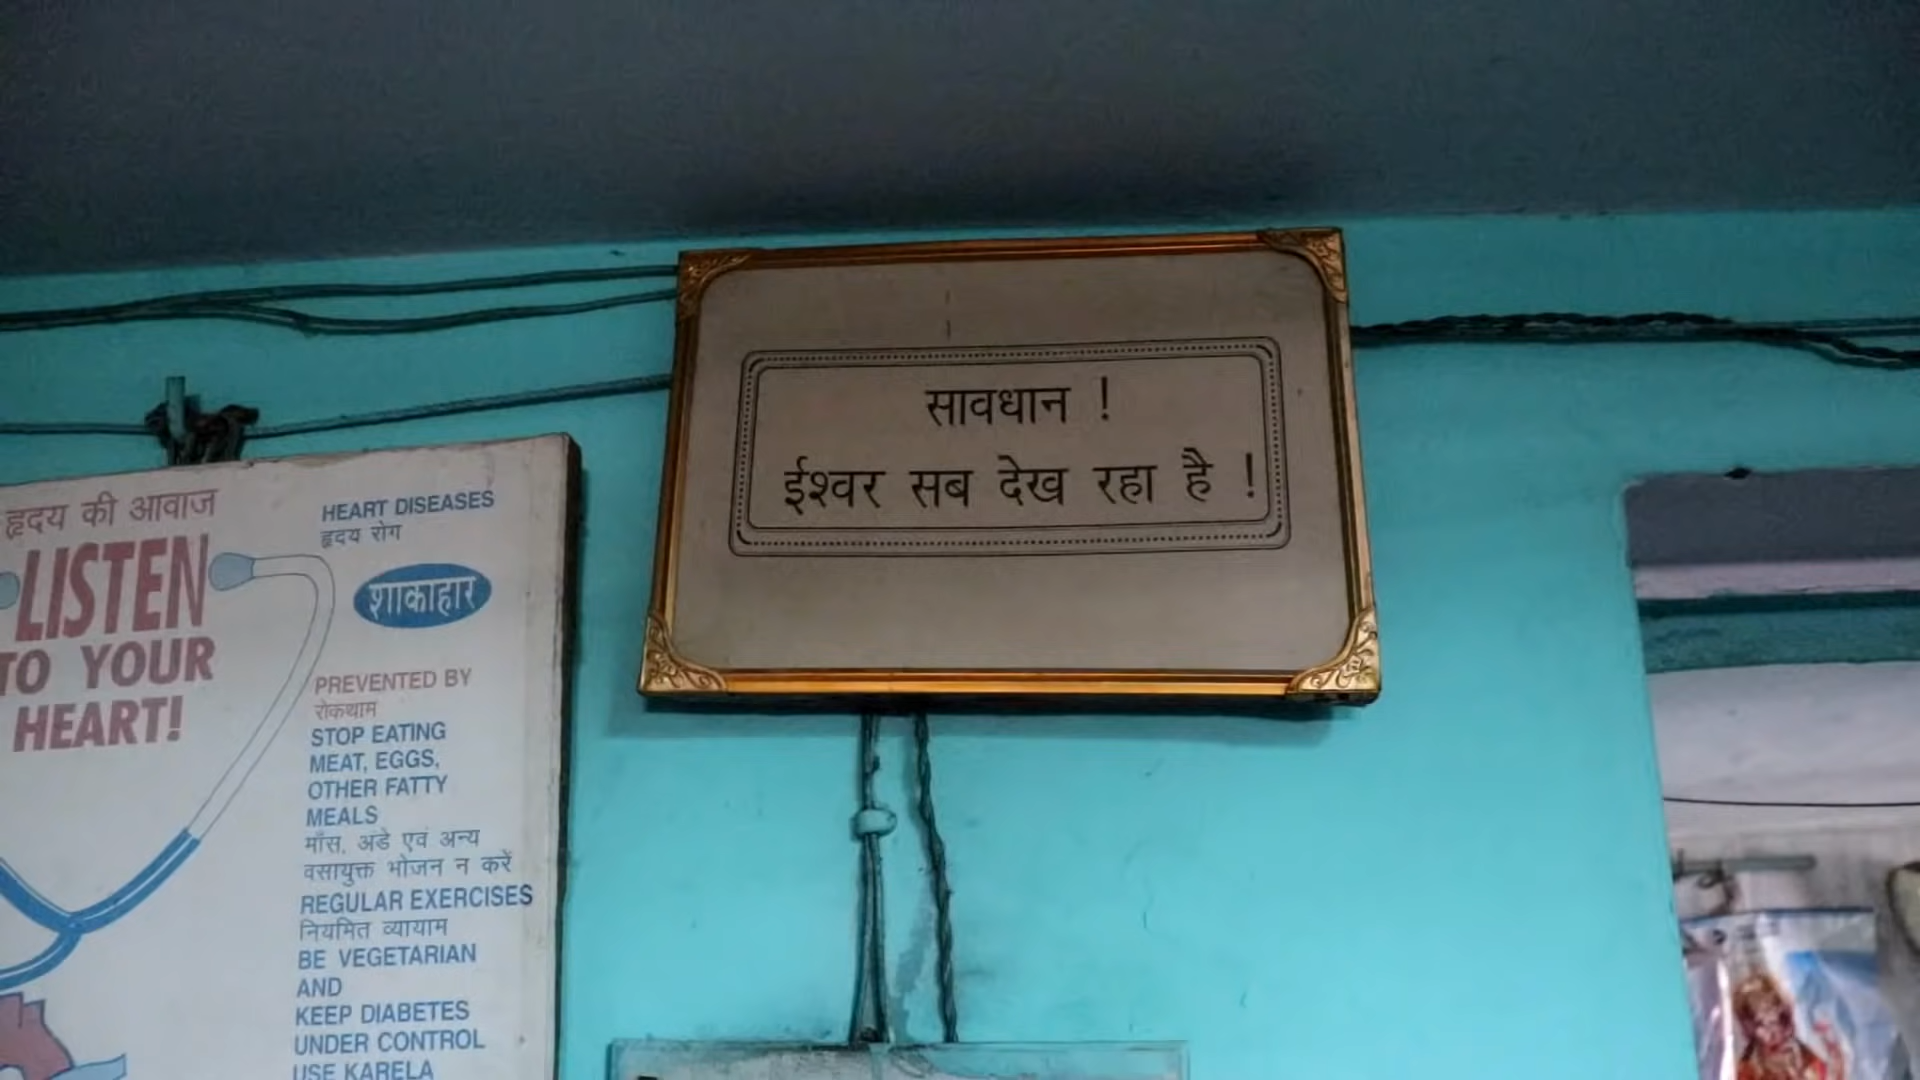 सावधान !
ईश्वर सब देख रहा है !
हृदय की आवाज
LISTEN
TO YOUR
HEART!
HEART DISEASES
हृदय रोग
शाकाहार
PREVENTED BY
रोकथाम
STOP EATING
MEAT, EGGS,
OTHER FATTY
MEALS
माँस, अंडे एवं अन्य
वसायुक्त भोजन न करें
REGULAR EXERCISES
नियमित व्यायाम
BE VEGETARIAN
AND
KEEP DIABETES
UNDER CONTROL
USE KARELA